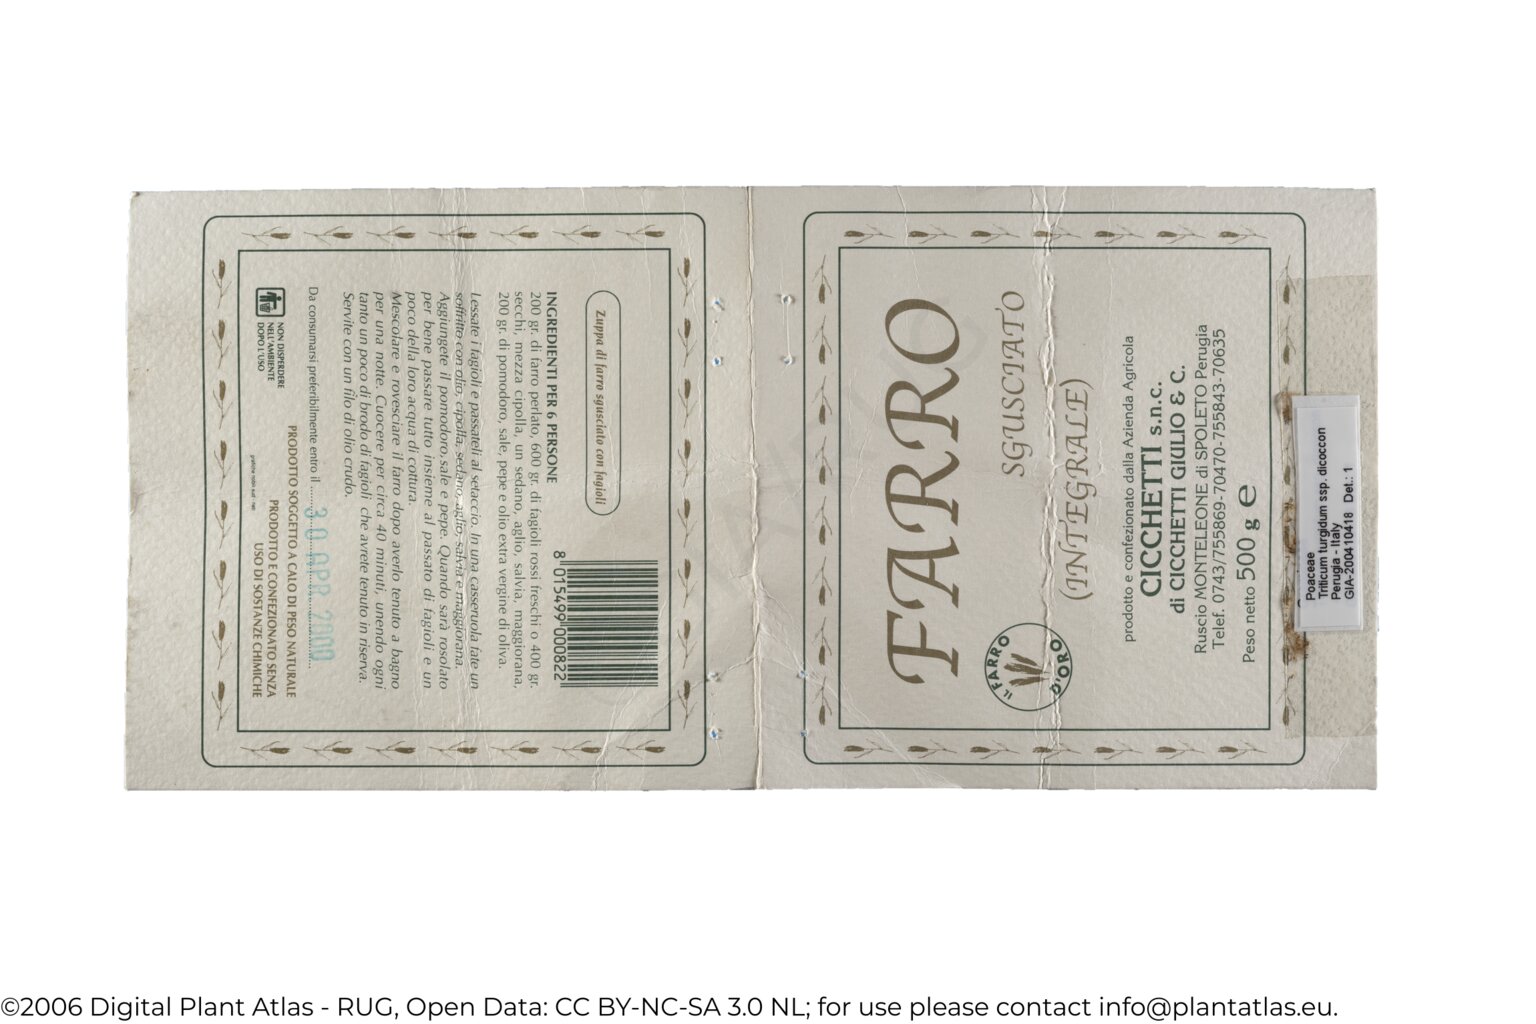 FARRO
SGUSCIATO
(INTEGRALE)
IL FARRO
D'ORO
prodotto e confezionato dalla Azienda Agricola
CICCHETTI s.n.c.
di CICCHETTI GIULIO & C.
Ruscio MONTELEONE di SPOLETO Perugia
Telef. 0743/755869-70470-755843-70635
Peso netto 500 g e
Poaceae
Triticum turgidum ssp. dicoccon
Perugia - Italy
GIA-200410418 Det.: 1
Zuppa di farro sgusciato con fagioli
INGREDIENTI PER 6 PERSONE
200 gr. di farro perlato, 600 gr. di fagioli rossi freschi o 400 gr.
secchi, mezza cipolla, un sedano, aglio, salvia, maggiorana,
200 gr. di pomodoro, sale, pepe e olio extra vergine di oliva.
Lessate i fagioli e passateli al setaccio. In una casseruola fate un
soffritto con olio, cipolla, sedano, aglio, salvia e maggiorana.
Aggiungete il pomodoro, sale e pepe. Quando sarà rosolato
per bene passare tutto insieme al passato di fagioli e un
poco della loro acqua di cottura.
Mescolare e rovesciare il farro dopo averlo tenuto a bagno
per una notte. Cuocere per circa 40 minuti, unendo ogni
tanto un poco di brodo di fagioli che avrete tenuto in riserva.
Servite con un filo di olio crudo.
8 015499 000822
Da consumarsi preferibilmente entro il
30 APR 2000
PRODOTTO SOGGETTO A CALO DI PESO NATURALE
PRODOTTO E CONFEZIONATO SENZA
USO DI SOSTANZE CHIMICHE
NON DISPERDERE
NELL'AMBIENTE
DOPO L'USO
©2006 Digital Plant Atlas - RUG, Open Data: CC BY-NC-SA 3.0 NL; for use please contact info@plantatlas.eu.